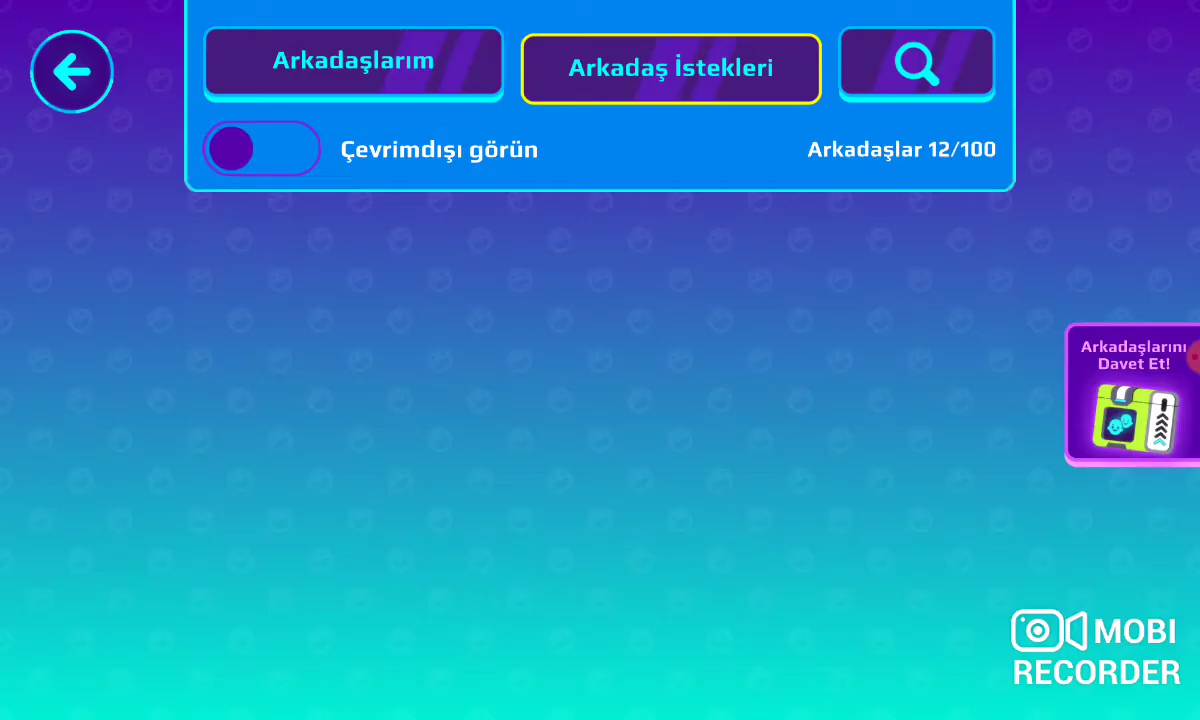 Arkadaşlarım
Arkadaş İstekleri
Çevrimdışı görün
Arkadaşlar 12/100
Arkadaşlarını
Davet Et!
MOBI
RECORDER